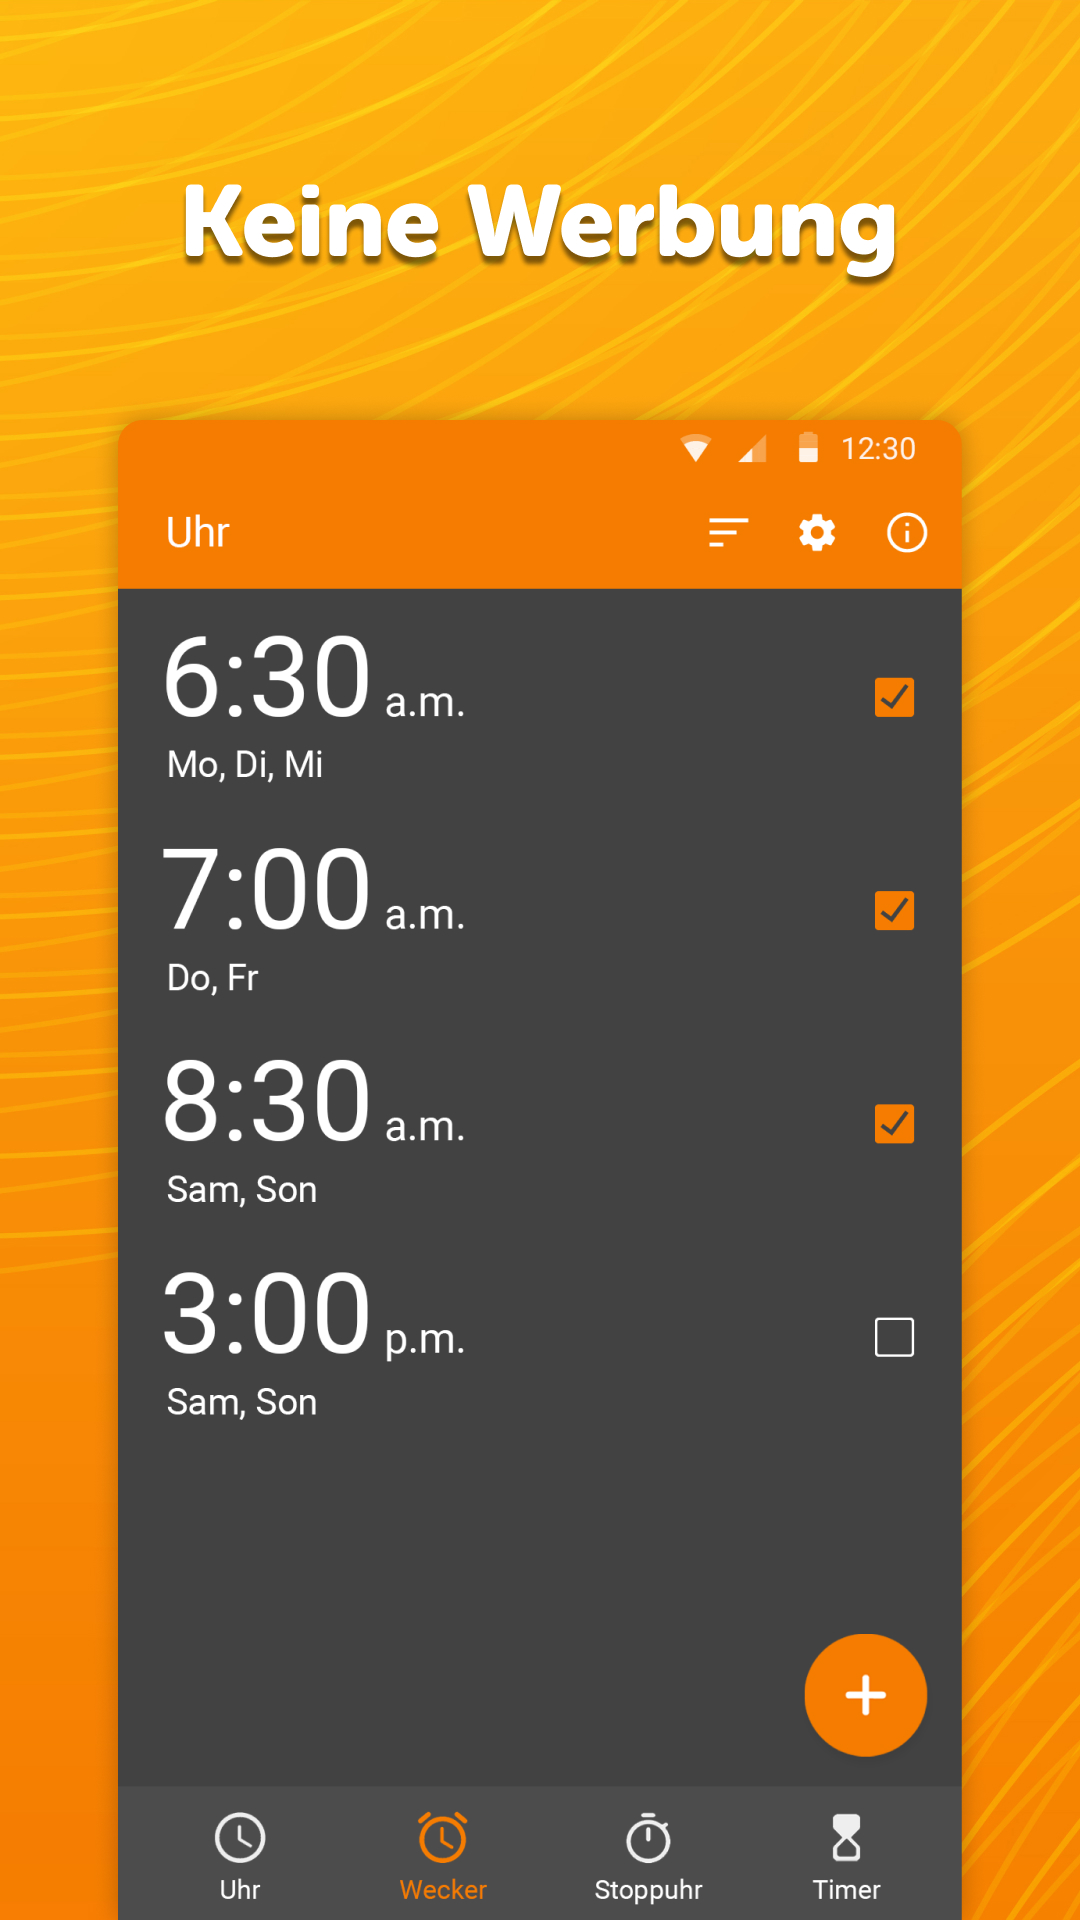 Keine Werbung
12:30
Uhr
6:30 a.m.
Mo, Di, Mi
7:00 a.m.
Do, Fr
8:30 a.m.
Sam, Son
3:00 p.m.
Sam, Son
Uhr Wecker Stoppuhr Timer